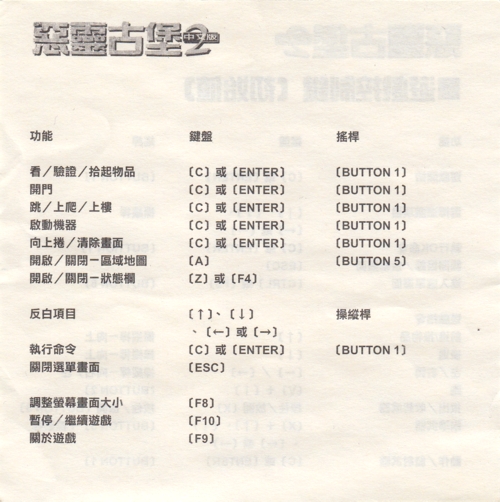 惡靈古堡2中文版
功能 鍵盤 搖桿
看／驗證／拾起物品 〔C〕或〔ENTER〕 〔BUTTON 1〕
開門 〔C〕或〔ENTER〕 〔BUTTON 1〕
跳／上爬／上樓 〔C〕或〔ENTER〕 〔BUTTON 1〕
啟動機器 〔C〕或〔ENTER〕 〔BUTTON 1〕
向上捲／清除畫面 〔C〕或〔ENTER〕 〔BUTTON 1〕
開啟／關閉－區域地圖 〔A〕 〔BUTTON 5〕
開啟／關閉－狀態欄 〔Z〕或〔F4〕
反白項目 〔↑〕、〔↓〕 操縱桿
、〔←〕或〔→〕
執行命令 〔C〕或〔ENTER〕 〔BUTTON 1〕
關閉選單畫面 〔ESC〕
調整螢幕畫面大小 〔F8〕
暫停／繼續遊戲 〔F10〕
關於遊戲 〔F9〕